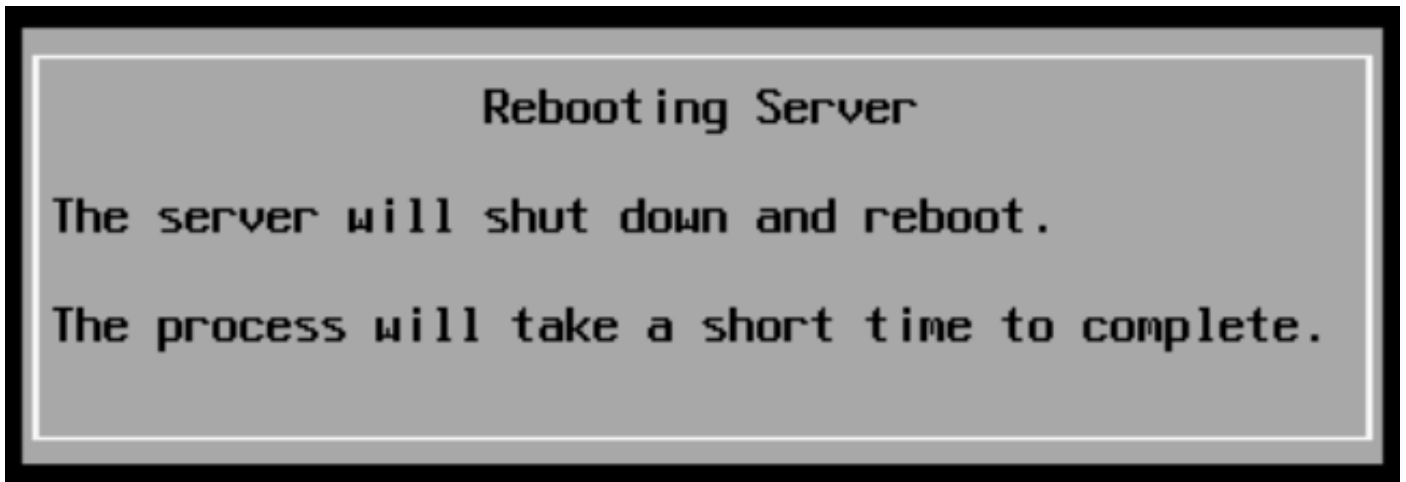 Rebooting Server
The server will shut down and reboot.
The process will take a short time to complete.